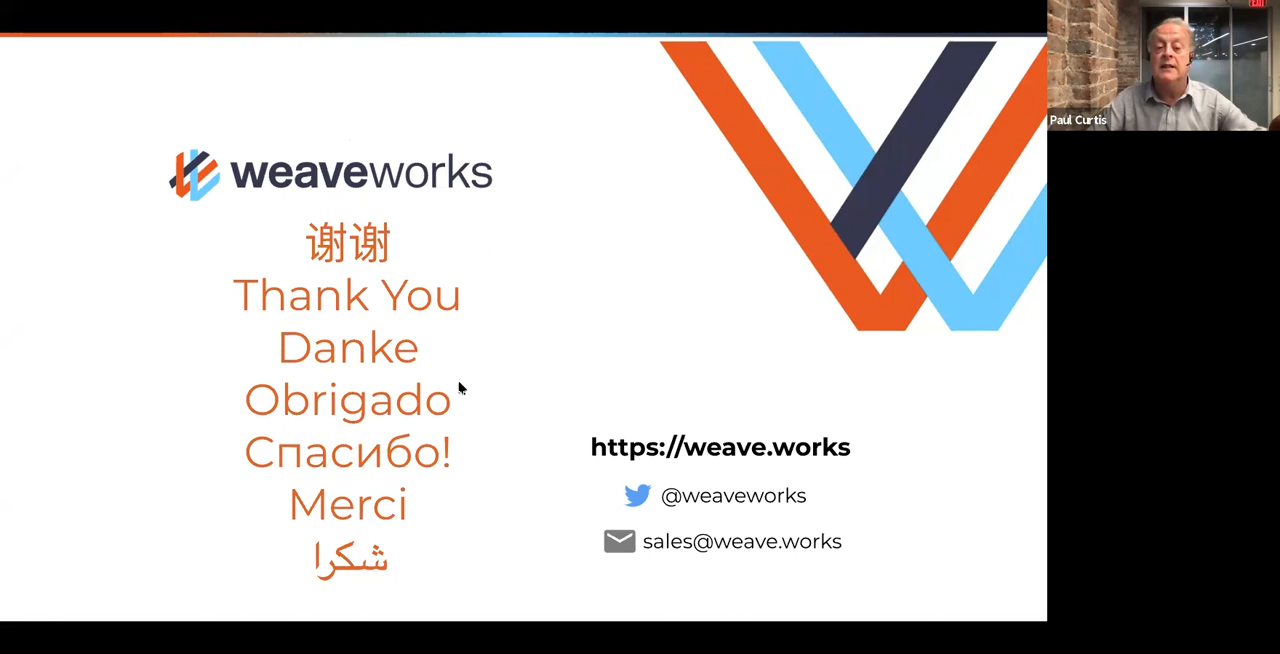 weaveworks
谢谢
Thank You
Danke
Obrigado
Спасибо!
Merci
شكرا
https://weave.works
@weaveworks
sales@weave.works
Paul Curtis
EXIT